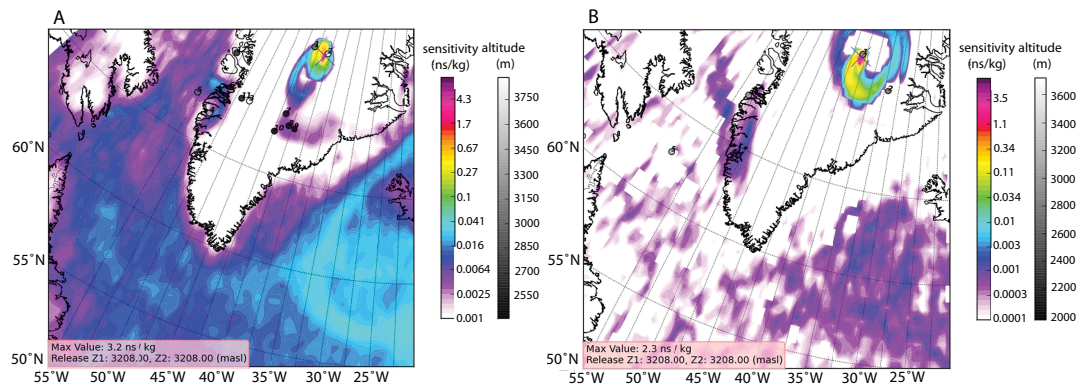 A
sensitivity altitude
(ns/kg)
(m)
4.3
1.7
0.67
0.27
0.1
0.041
0.016
0.0064
0.0025
0.001
3750
3600
3450
3300
3150
3000
2850
2700
2550
60°N
55°N
50°N
Max Value: 3.2 ns / kg
Release Z1: 3208.00, Z2: 3208.00 (masl)
55°W
50°W
45°W
40°W
35°W
30°W
25°W
20°W
15°W
B
sensitivity altitude
(ns/kg)
(m)
3.5
1.1
0.34
0.11
0.034
0.01
0.003
0.001
0.0003
0.0001
3600
3400
3200
3000
2800
2600
2400
2200
2000
60°N
55°N
50°N
Max Value: 2.3 ns / kg
Release Z1: 3208.00, Z2: 3208.00 (masl)
55°W
50°W
45°W
40°W
35°W
30°W
25°W
20°W
15°W